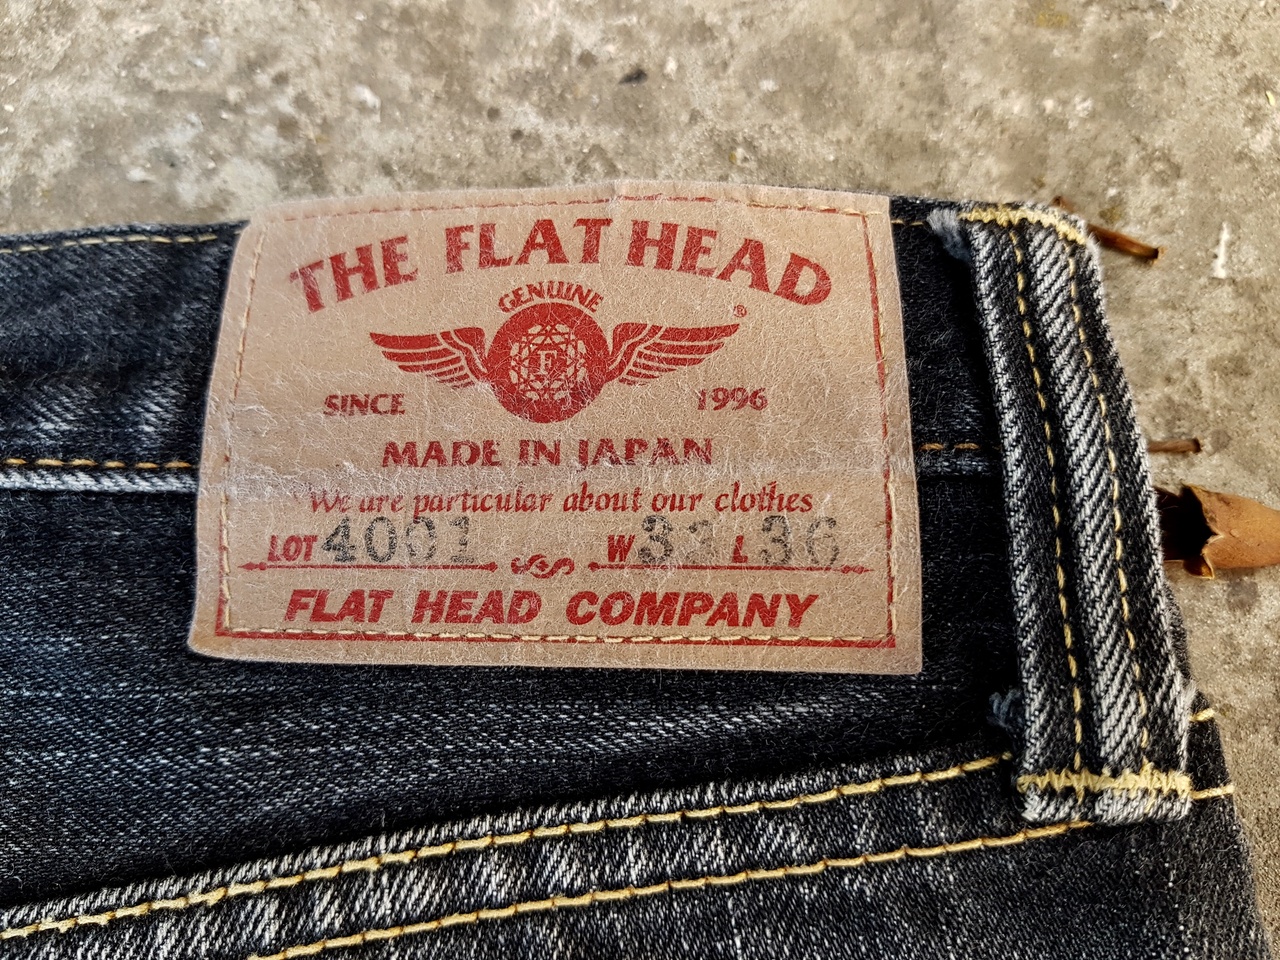 THE FLAT HEAD
GENUINE
®
F
SINCE 1996
MADE IN JAPAN
We are particular about our clothes
LOT 4001 W 33 L 36
FLAT HEAD COMPANY